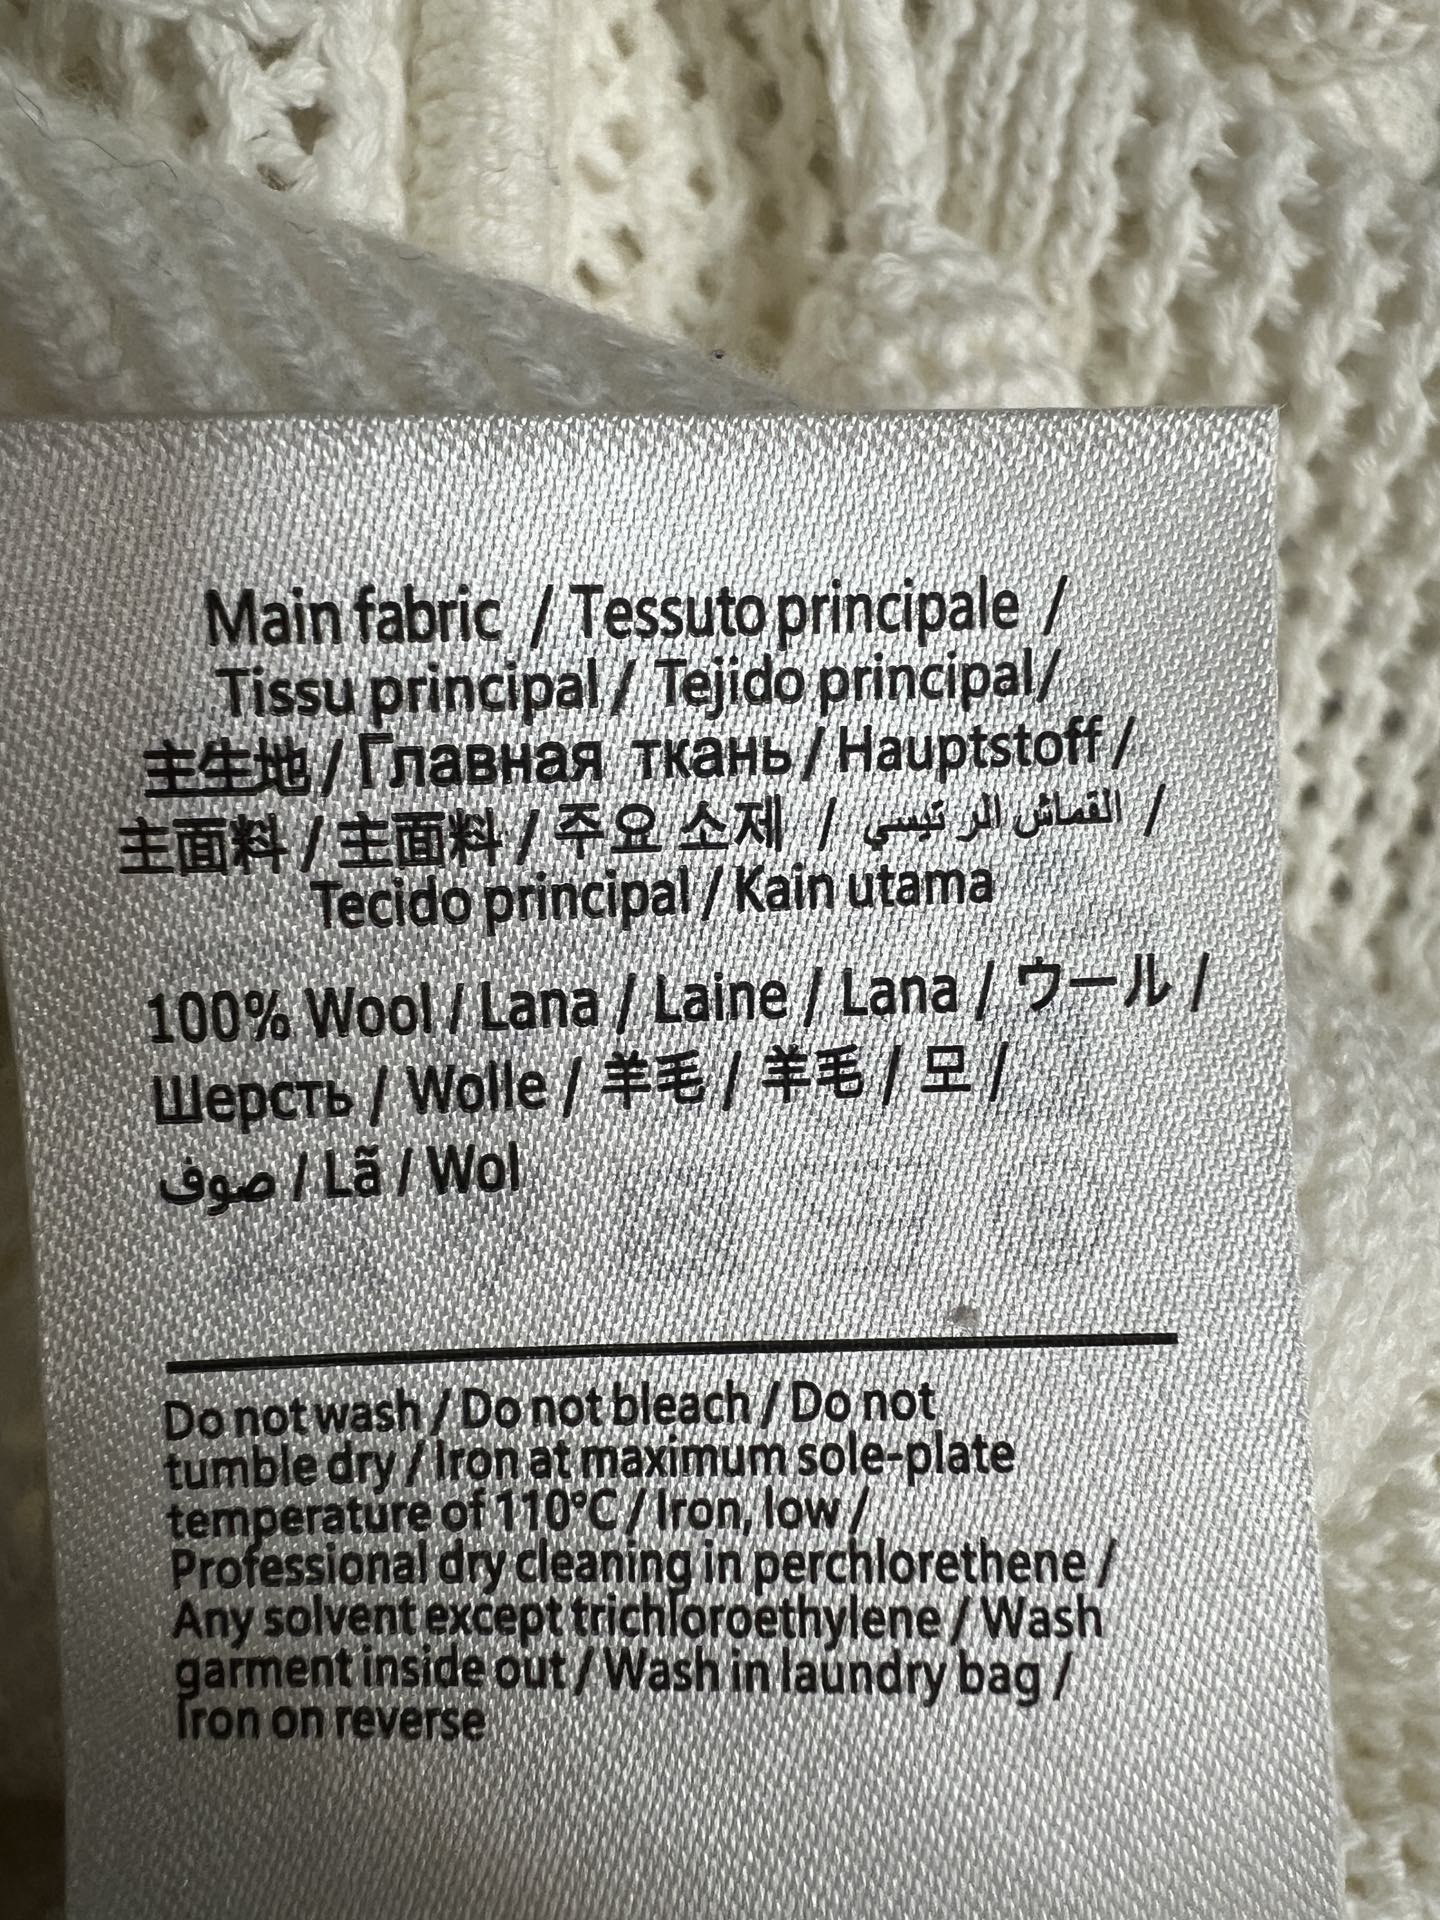 Main fabric / Tessuto principale /
Tissu principal / Tejido principal/
主生地 / Главная ткань / Hauptstoff /
主面料 / 主面料 / 주요 소제 / القماش الر تيسي /
Tecido principal / Kain utama
100% Wool / Lana / Laine / Lana / ウール /
Шерсть / Wolle / 羊毛 / 羊毛 / 모 /
صوف / Lã / Wol
Do not wash / Do not bleach / Do not
tumble dry / Iron at maximum sole-plate
temperature of 110°C / Iron, low /
Professional dry cleaning in perchlorethene /
Any solvent except trichloroethylene / Wash
garment inside out / Wash in laundry bag /
Iron on reverse